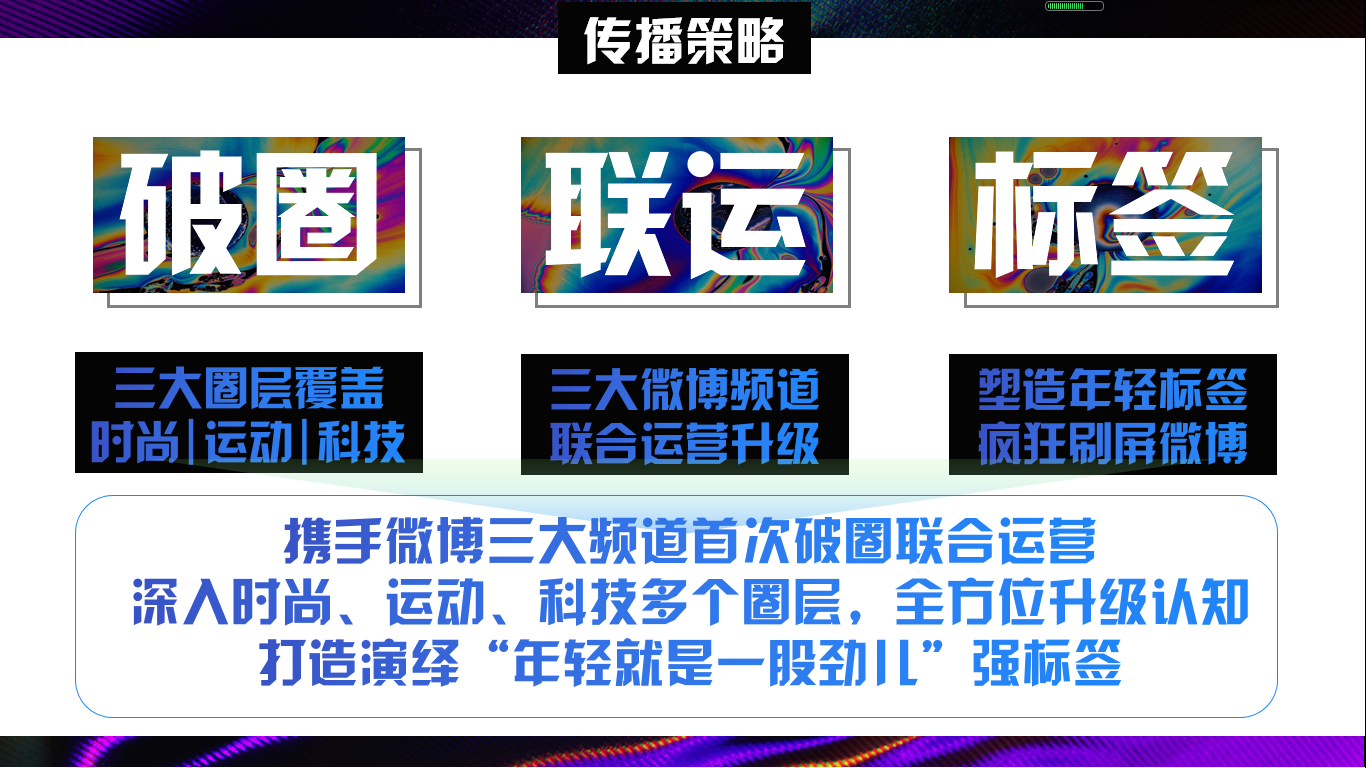 传播策略
破圈
联运
标签
三大圈层覆盖
时尚|运动|科技
三大微博频道
联合运营升级
塑造年轻标签
疯狂刷屏微博
携手微博三大频道首次破圈联合运营
深入时尚、运动、科技多个圈层，全方位升级认知
打造演绎“年轻就是一股劲儿”强标签